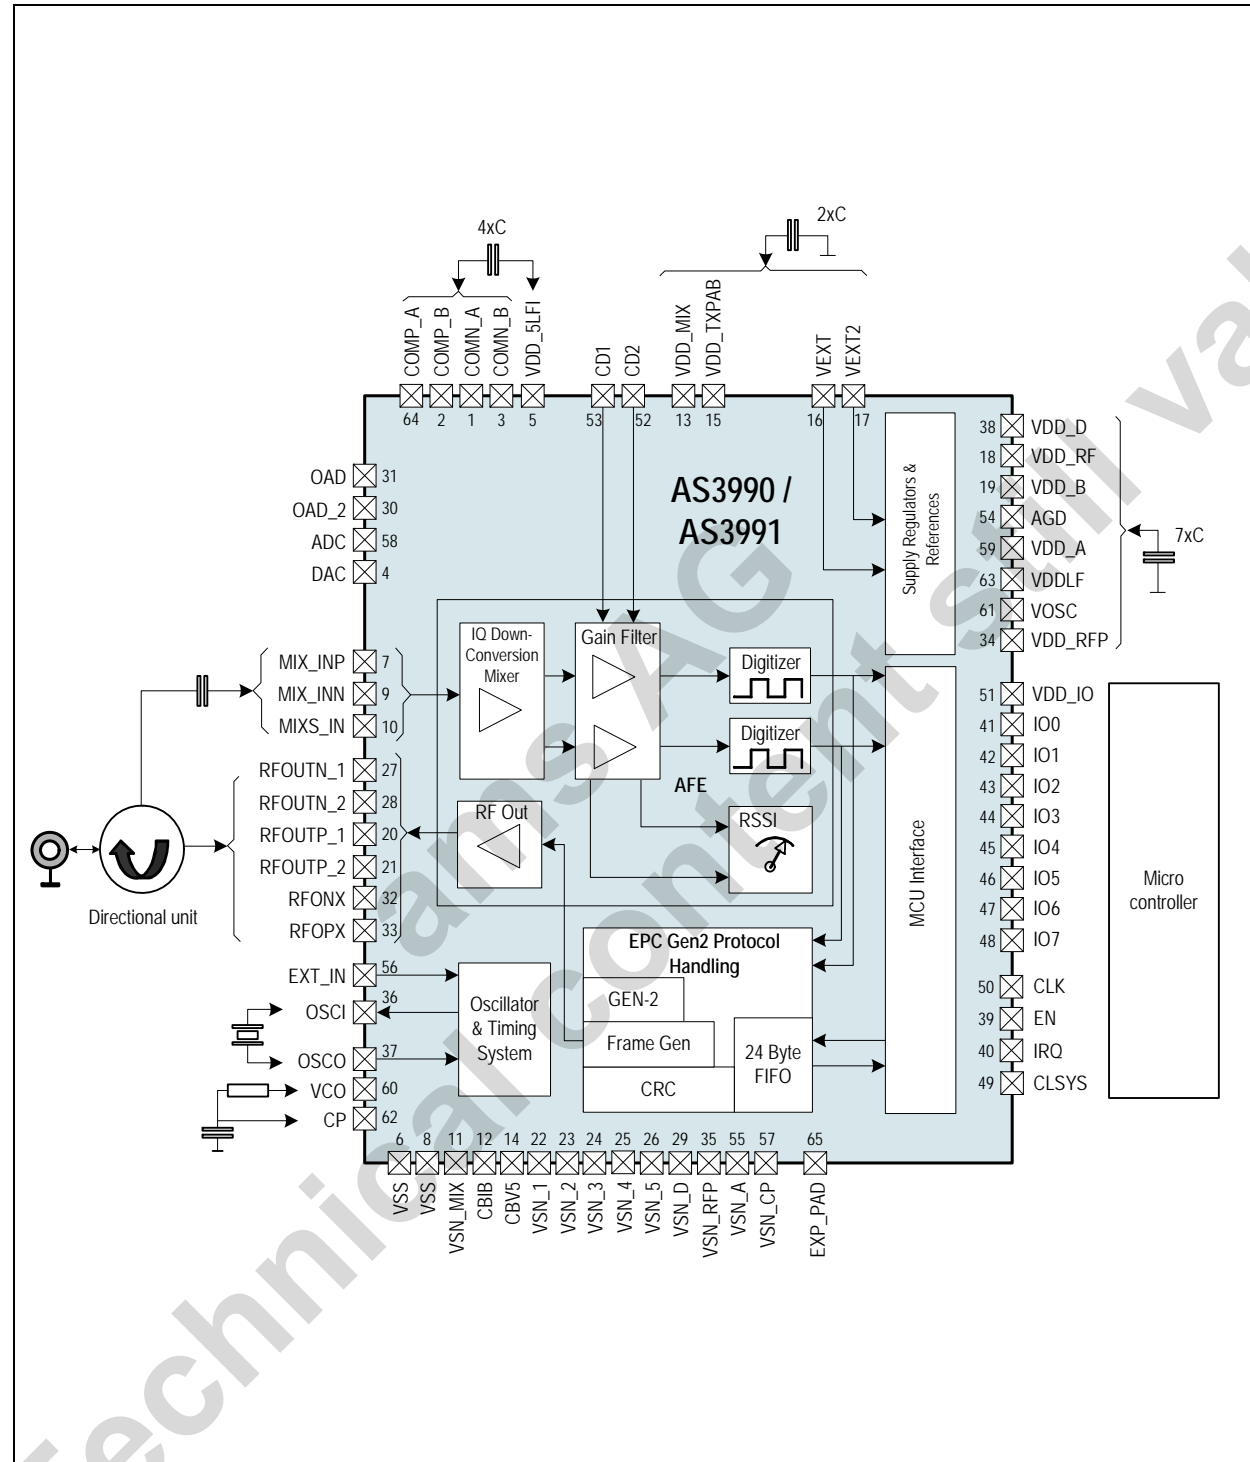 4xC
2xC
COMP_A
COMP_B
COMN_A
COMN_B
VDD_5LFI
CD1
CD2
VDD_MIX
VDD_TXPAB
VEXT
VEXT2
64 2 1 3 5 53 52 13 15 16 17
AS3990 /
AS3991
Supply Regulators &
References
38 VDD_D
18 VDD_RF
19 VDD_B
54 AGD
59 VDD_A
63 VDDLF
61 VOSC
34 VDD_RFP
7xC
OAD 31
OAD_2 30
ADC 58
DAC 4
MIX_INP 7
MIX_INN 9
MIXS_IN 10
RFOUTN_1 27
RFOUTN_2 28
RFOUTP_1 20
RFOUTP_2 21
RFONX 32
RFOPX 33
Directional unit
EXT_IN 56
OSCI 36
OSCO 37
VCO 60
CP 62
IQ Down-
Conversion
Mixer
Gain Filter
Digitizer
Digitizer
AFE
RF Out
RSSI
MCU Interface
EPC Gen2 Protocol
Handling
GEN-2
Frame Gen
CRC
24 Byte
FIFO
Oscillator
& Timing
System
51 VDD_IO
41 IO0
42 IO1
43 IO2
44 IO3
45 IO4
46 IO5
47 IO6
48 IO7
50 CLK
39 EN
40 IRQ
49 CLSYS
Micro
controller
6 8 11 12 14 22 23 24 25 26 29 35 55 57 65
VSS
VSS
VSN_MIX
CBIB
CBV5
VSN_1
VSN_2
VSN_3
VSN_4
VSN_5
VSN_D
VSN_RFP
VSN_A
VSN_CP
EXP_PAD
ams AG
Technical content still val